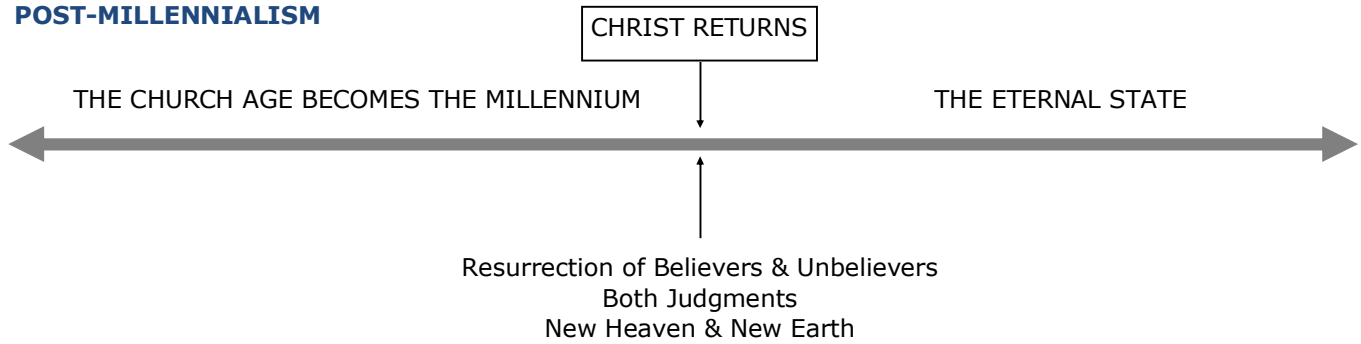 POST-MILLENNIALISM
CHRIST RETURNS
THE CHURCH AGE BECOMES THE MILLENNIUM
THE ETERNAL STATE
Resurrection of Believers & Unbelievers
Both Judgments
New Heaven & New Earth